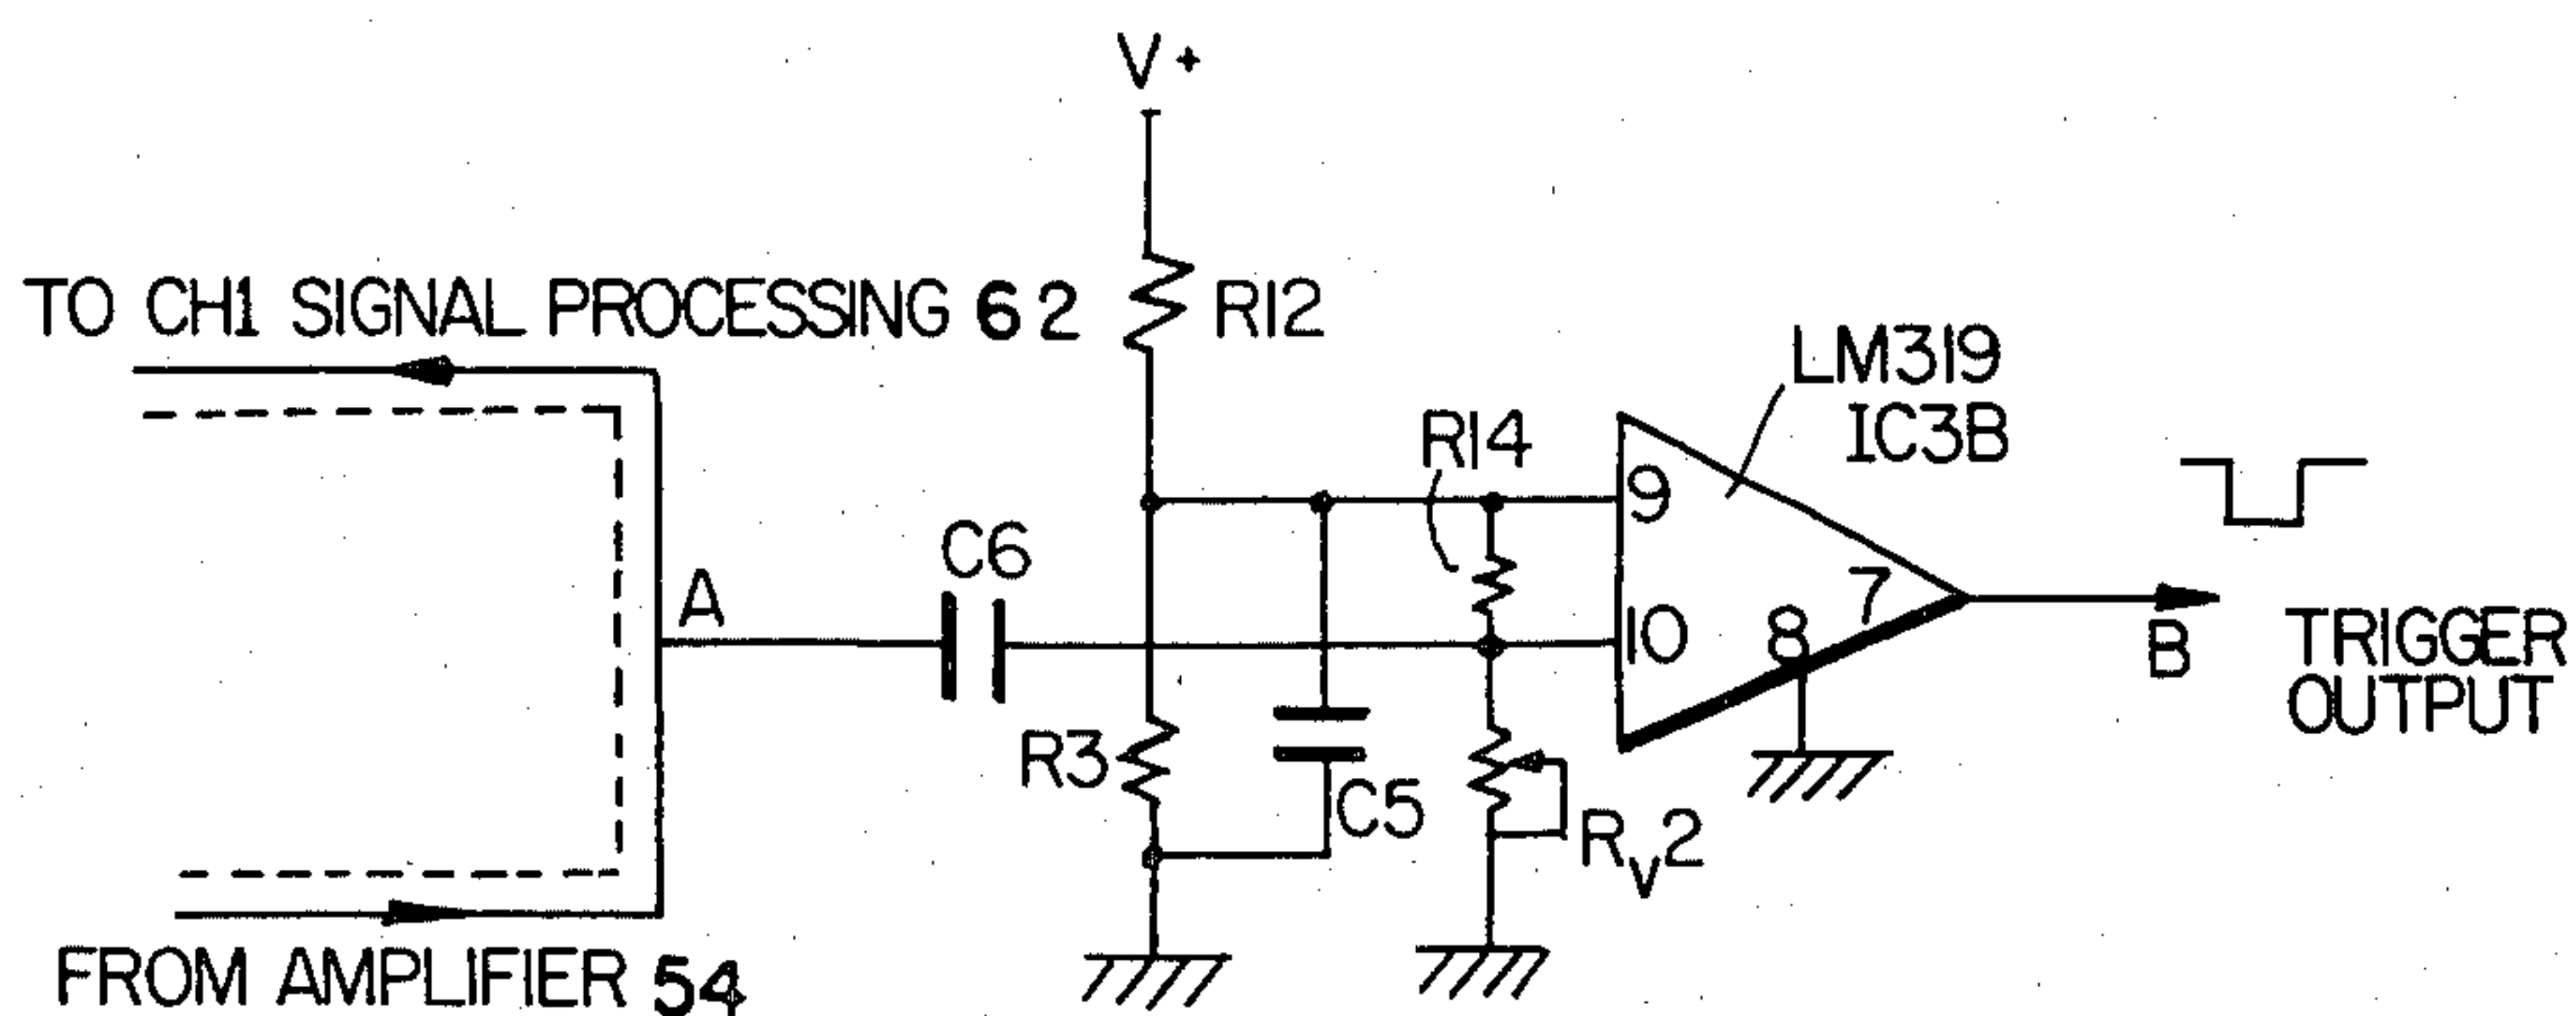 V+
TO CH1 SIGNAL PROCESSING 62
R12
LM319
IC3B
R14
9
C6
A
10
8
7
B
TRIGGER
OUTPUT
R3
C5
Rv2
FROM AMPLIFIER 54